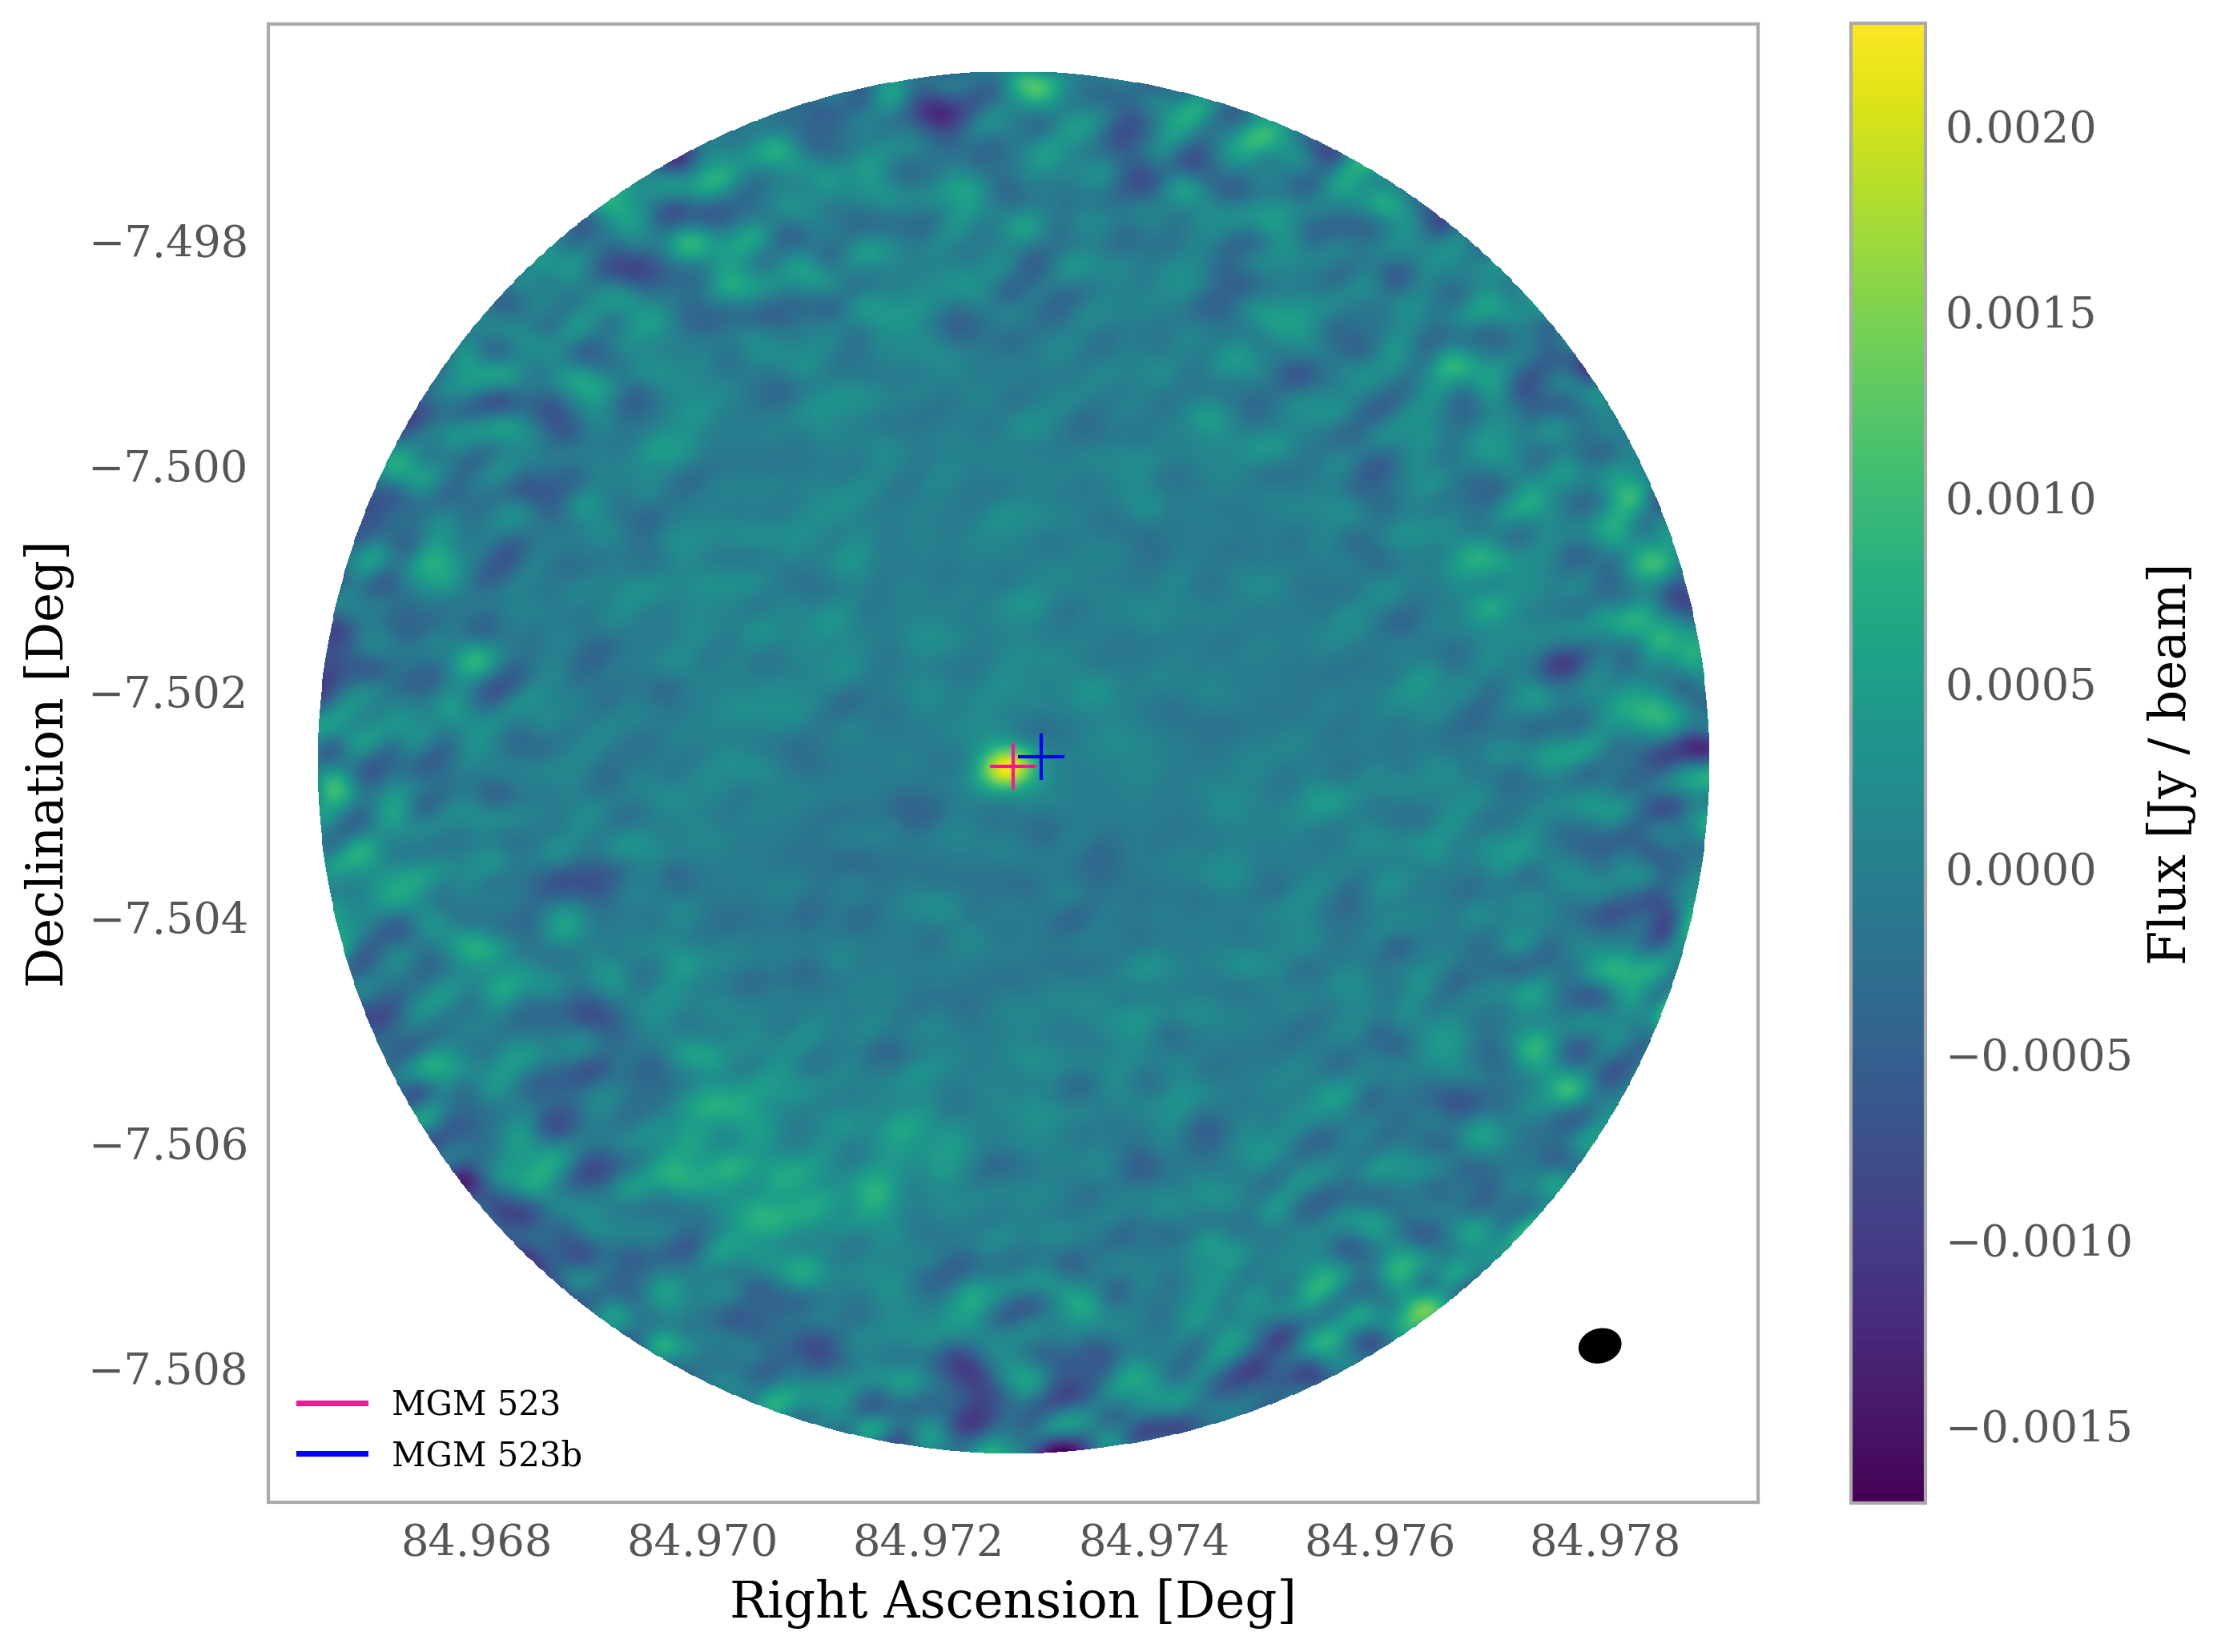 Declination [Deg]
−7.498
−7.500
−7.502
−7.504
−7.506
−7.508
MGM 523
MGM 523b
84.968 84.970 84.972 84.974 84.976 84.978
Right Ascension [Deg]
0.0020
0.0015
0.0010
0.0005
0.0000
−0.0005
−0.0010
−0.0015
Flux [Jy / beam]